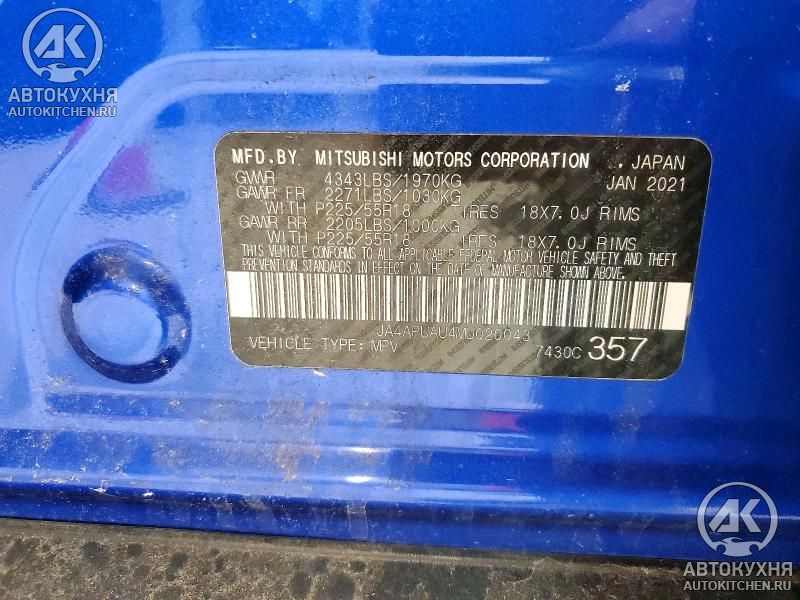 АК
АВТОКУХНЯ
AUTOKITCHEN.RU
MFD.BY MITSUBISHI MOTORS CORPORATION , JAPAN
GVWR 4343LBS/1970KG JAN 2021
GAWR FR 2271LBS/1030KG
WITH P225/55R18 TIRES 18X7.0J RIMS
GAWR RR 2205LBS/1000KG
WITH P225/55R18 TIRES 18X7.0J RIMS
THIS VEHICLE CONFORMS TO ALL APPLICABLE FEDERAL MOTOR VEHICLE SAFETY AND THEFT
PREVENTION STANDARDS IN EFFECT ON THE DATE OF MANUFACTURE SHOWN ABOVE.
JA4APUAU4MU026043
VEHICLE TYPE: MPV 7430C 357
АК
АВТОКУХНЯ
AUTOKITCHEN.RU